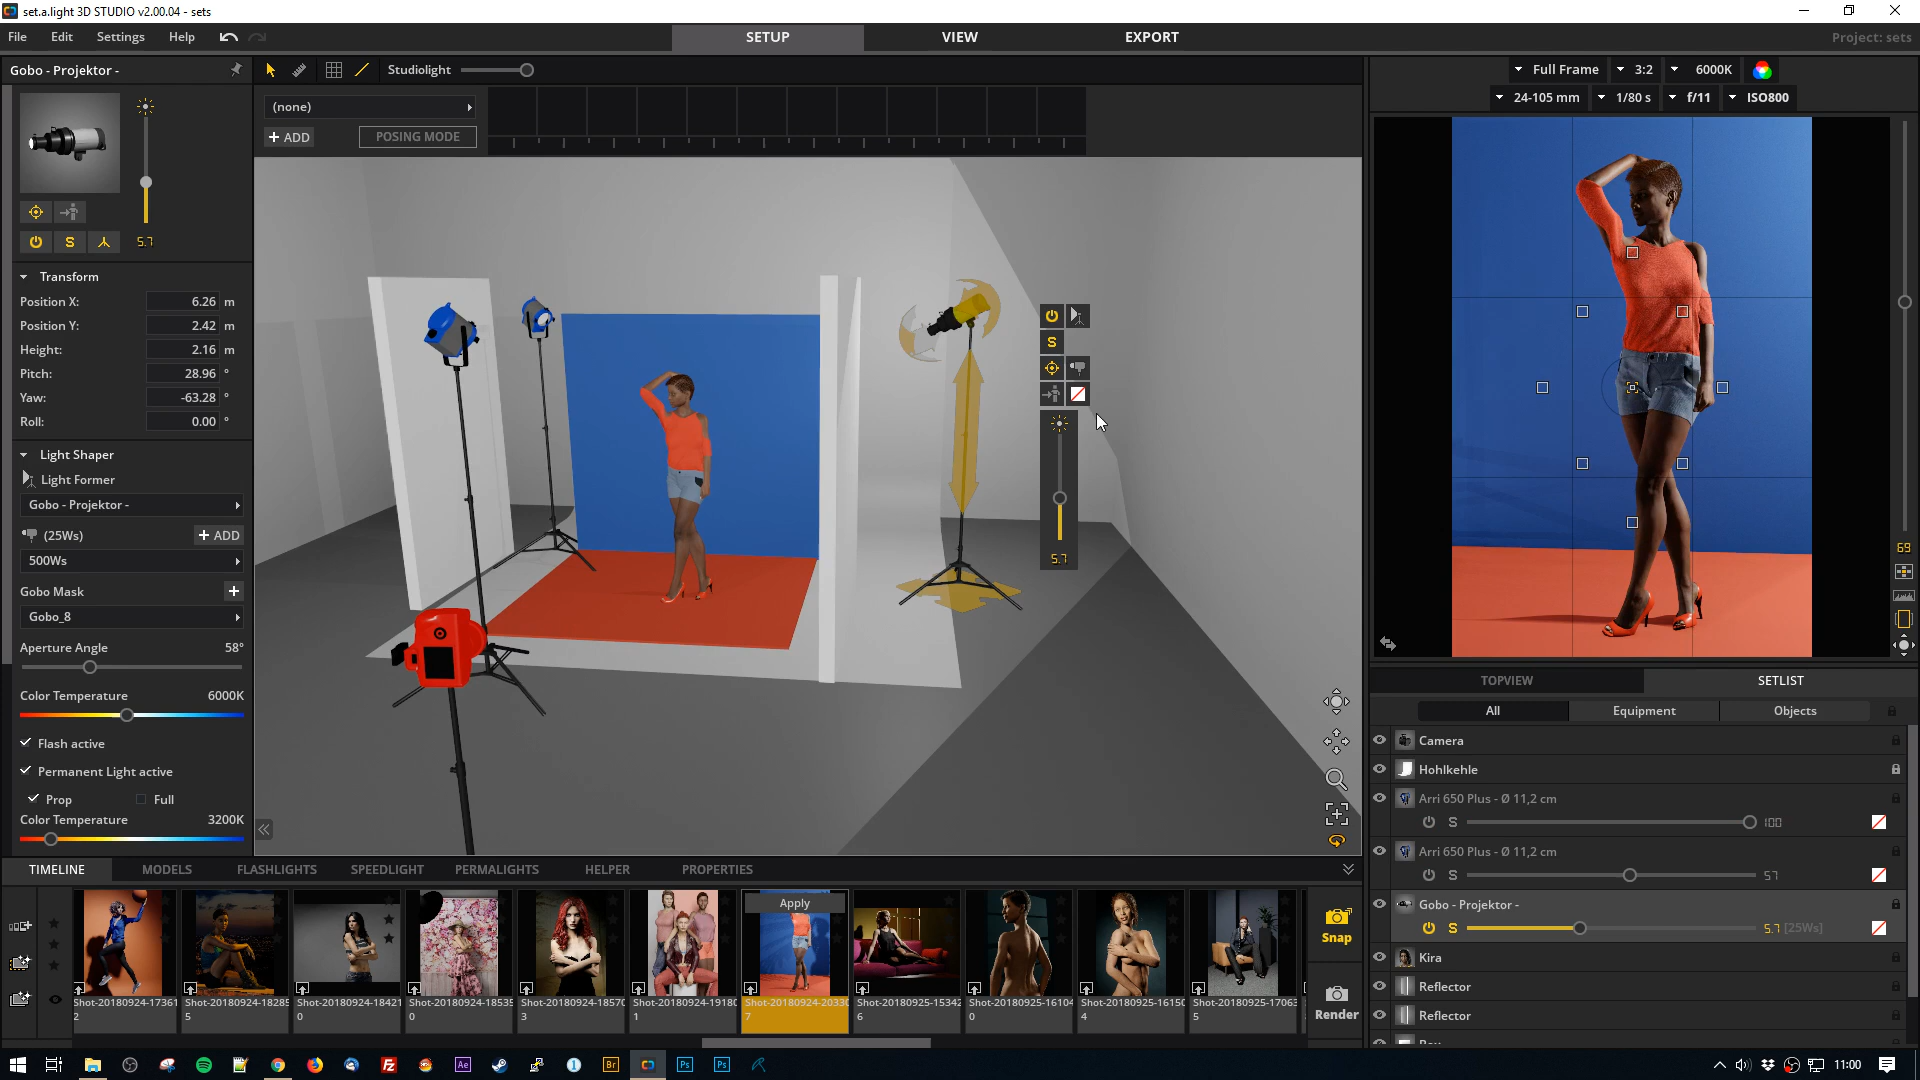 set.a.light 3D STUDIO v2.00.04 - sets
File Edit Settings Help
SETUP VIEW EXPORT
Project: sets
Gobo - Projektor -
Studiolight
Full Frame 3:2 6000K
24-105 mm 1/80 s f/11 ISO800
(none)
+ ADD POSING MODE
S
5.7
Transform
Position X: 6.26 m
Position Y: 2.42 m
Height: 2.16 m
Pitch: 28.96 °
Yaw: -63.28 °
Roll: 0.00 °
Light Shaper
Light Former
Gobo - Projektor -
(25Ws) + ADD
500Ws
Gobo Mask +
Gobo_8
Aperture Angle 58°
Color Temperature 6000K
Flash active
Permanent Light active
Prop Full
Color Temperature 3200K
S
5.7
69
TOPVIEW SETLIST
All Equipment Objects
Camera
Hohlkehle
Arri 650 Plus - Ø 11,2 cm
S 100
Arri 650 Plus - Ø 11,2 cm
S 57
Gobo - Projektor -
S 5.7 [25Ws]
Kira
Reflector
Reflector
TIMELINE MODELS FLASHLIGHTS SPEEDLIGHT PERMALIGHTS HELPER PROPERTIES
Apply
Snap
Render
Shot-20180924-17361
2
Shot-20180924-18285
5
Shot-20180924-18421
0
Shot-20180924-18535
0
Shot-20180924-18570
3
Shot-20180924-19180
1
Shot-20180924-20330
7
Shot-20180925-15342
6
Shot-20180925-16104
0
Shot-20180925-16150
4
Shot-20180925-17063
5
Ae Br Ps Ps
11:00